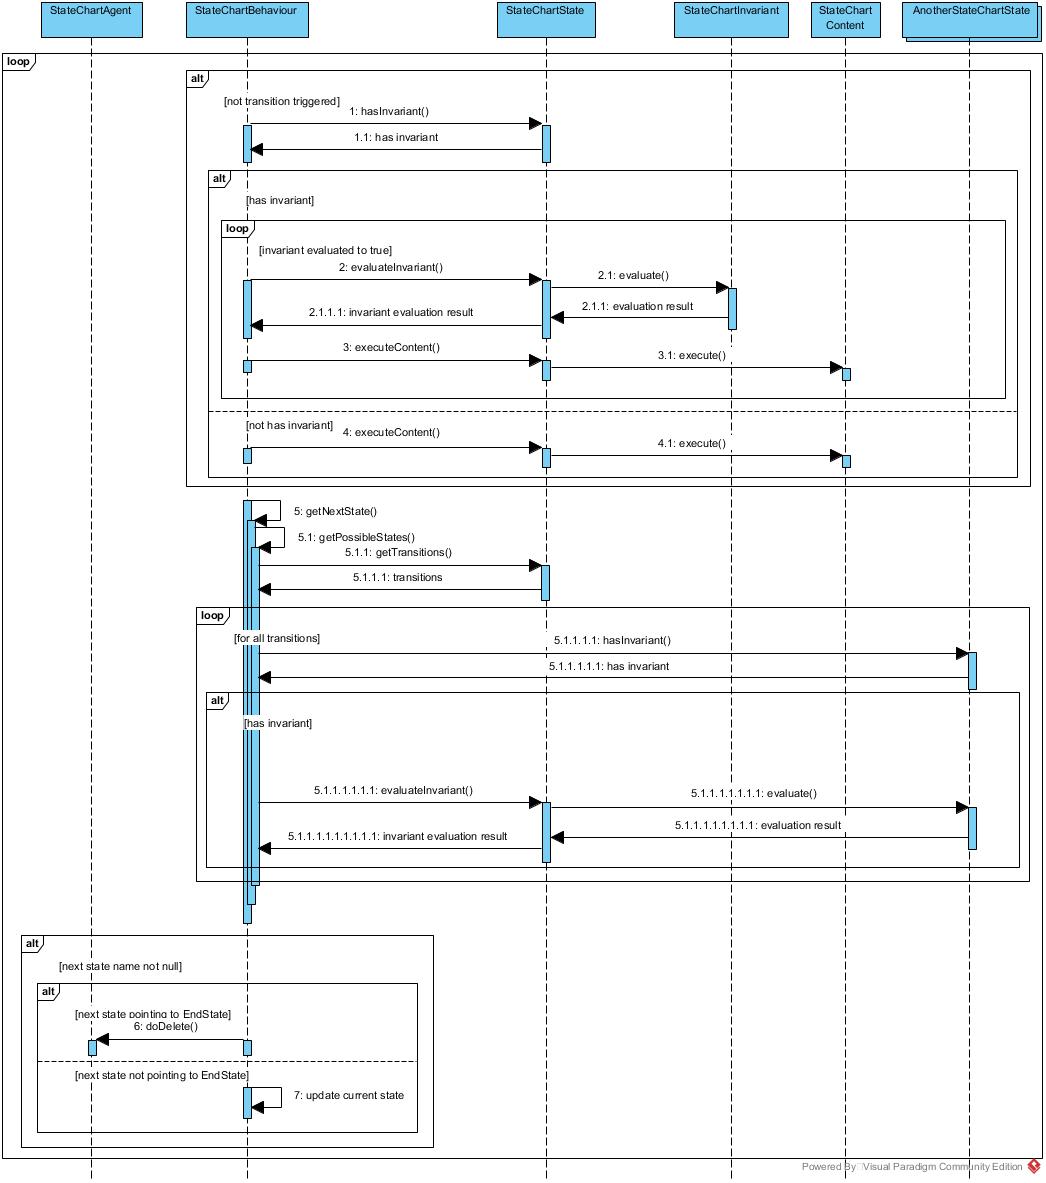 StateChartAgent
StateChartBehaviour
StateChartState
StateChartInvariant
StateChart
Content
AnotherStateChartState
loop
alt
[not transition triggered]
1: hasInvariant()
1.1: has invariant
alt
[has invariant]
loop
[invariant evaluated to true]
2: evaluateInvariant()
2.1: evaluate()
2.1.1: evaluation result
2.1.1.1: invariant evaluation result
3: executeContent()
3.1: execute()
[not has invariant]
4: executeContent()
4.1: execute()
5: getNextState()
5.1: getPossibleStates()
5.1.1: getTransitions()
5.1.1.1: transitions
loop
[for all transitions]
5.1.1.1.1: hasInvariant()
5.1.1.1.1.1: has invariant
alt
[has invariant]
5.1.1.1.1.1.1: evaluateInvariant()
5.1.1.1.1.1.1.1: evaluate()
5.1.1.1.1.1.1.1.1: evaluation result
5.1.1.1.1.1.1.1.1.1: invariant evaluation result
alt
[next state name not null]
alt
[next state pointing to EndState]
6: doDelete()
[next state not pointing to EndState]
7: update current state
Powered By Visual Paradigm Community Edition